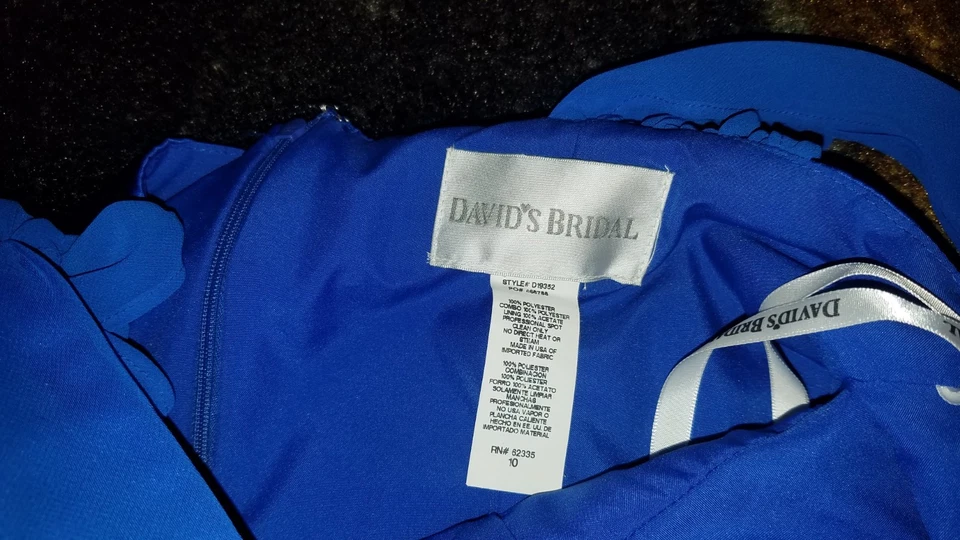 DAVID'S BRIDAL
STYLE# D19352
100% POLYESTER
COMBO 100% POLYESTER
LINING 100% ACETATE
PROFESSIONAL SPOT
CLEAN ONLY
NO DIRECT HEAT OR
STEAM
MADE IN USA OF
IMPORTED FABRIC
100% POLIESTER
COMBINACION
100% POLIESTER
FORRO 100% ACETATO
SOLAMENTE LIMPIAR
MANCHAS
PROFESIONALMENTE
NO USA VAPOR O
PLANCHA CALIENTE
HECHO EN EE. UU. DE
IMPORTADO MATERIAL
RN# 62335
10
DAVID'S BRIDAL
DAVI